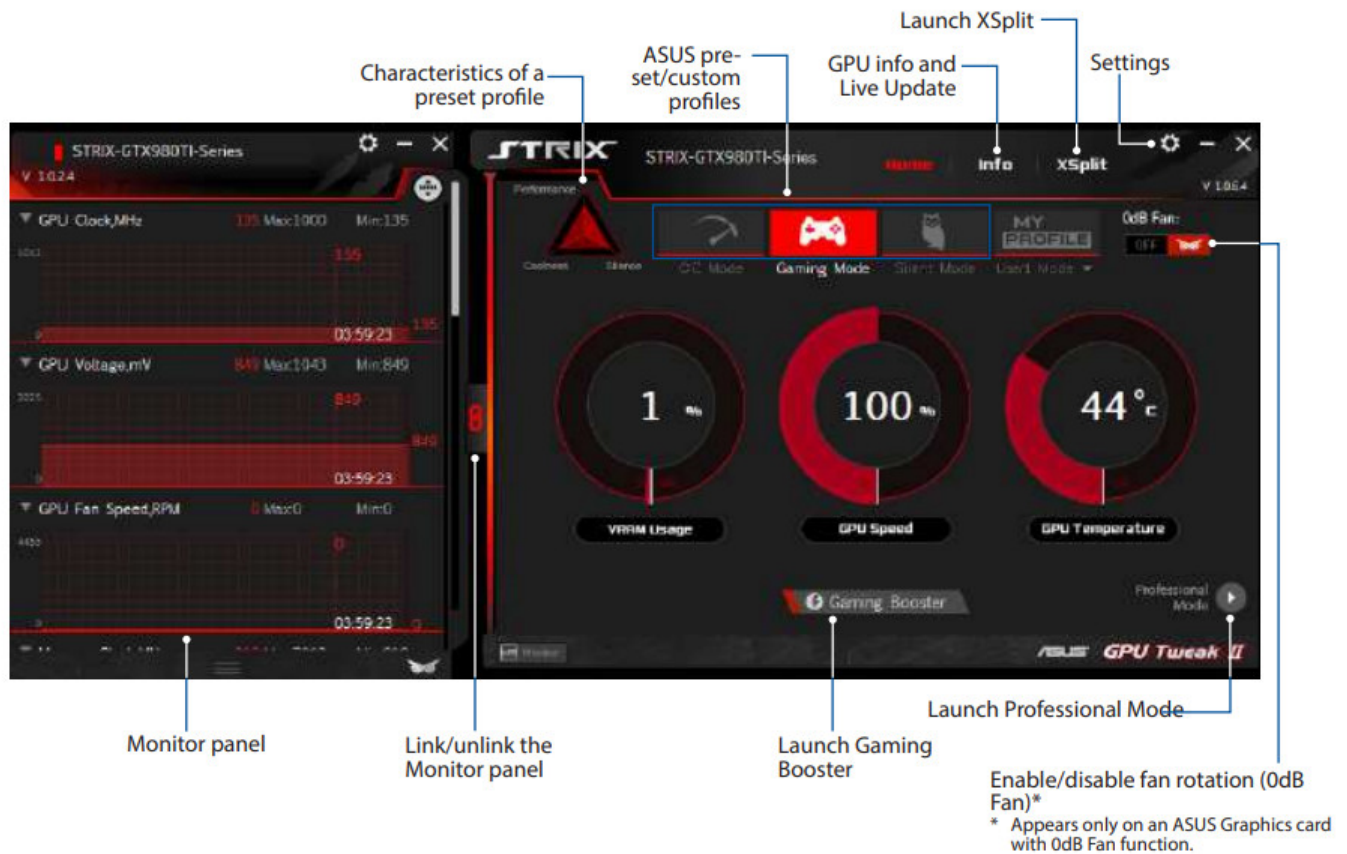 Launch XSplit
ASUS pre-
set/custom
profiles
GPU info and
Live Update
Settings
Characteristics of a
preset profile
STRIX-GTX980TI-Series
V 1.0.2.4
GPU Clock,MHz 135 Max:1000 Min:135
135
0
03:59:23
135
GPU Voltage,mV 849 Max:1043 Min:849
849
849
0
03:59:23
GPU Fan Speed,RPM 0 Max:0 Min:0
0
0
03:59:23
0
STRIX
STRIX-GTX980TI-Series
Home
Info
XSplit
Performance
Coolness
Silence
OC Mode
Gaming Mode
Silent Mode
MY
PROFILE
User1 Mode
0dB Fan:
OFF
1 %
VRAM Usage
100 %
GPU Speed
44 °c
GPU Temperature
Gaming Booster
Professional
Mode
Monitor
ASUS GPU Tweak II
Monitor panel
Link/unlink the
Monitor panel
Launch Gaming
Booster
Launch Professional Mode
Enable/disable fan rotation (0dB
Fan)*
* Appears only on an ASUS Graphics card
with 0dB Fan function.